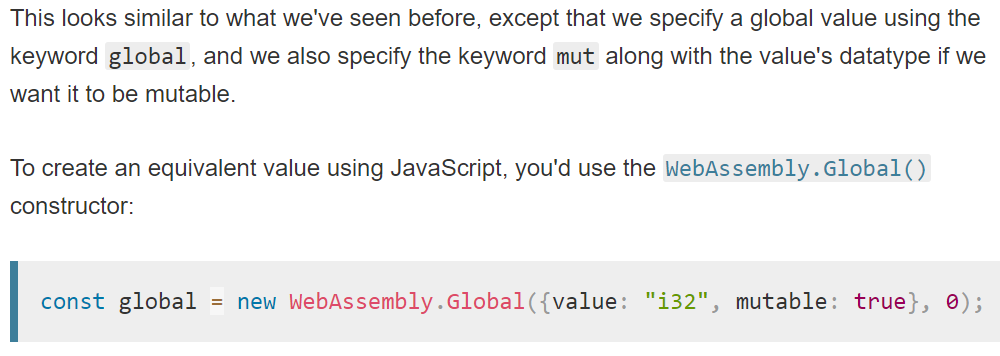 This looks similar to what we've seen before, except that we specify a global value using the
keyword global, and we also specify the keyword mut along with the value's datatype if we
want it to be mutable.
To create an equivalent value using JavaScript, you'd use the WebAssembly.Global()
constructor:
const global = new WebAssembly.Global({value: "i32", mutable: true}, 0);